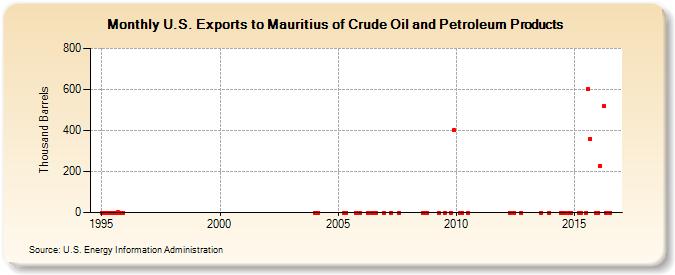 Monthly U.S. Exports to Mauritius of Crude Oil and Petroleum Products
Thousand Barrels
800
600
400
200
0
1995 2000 2005 2010 2015
Source: U.S. Energy Information Administration